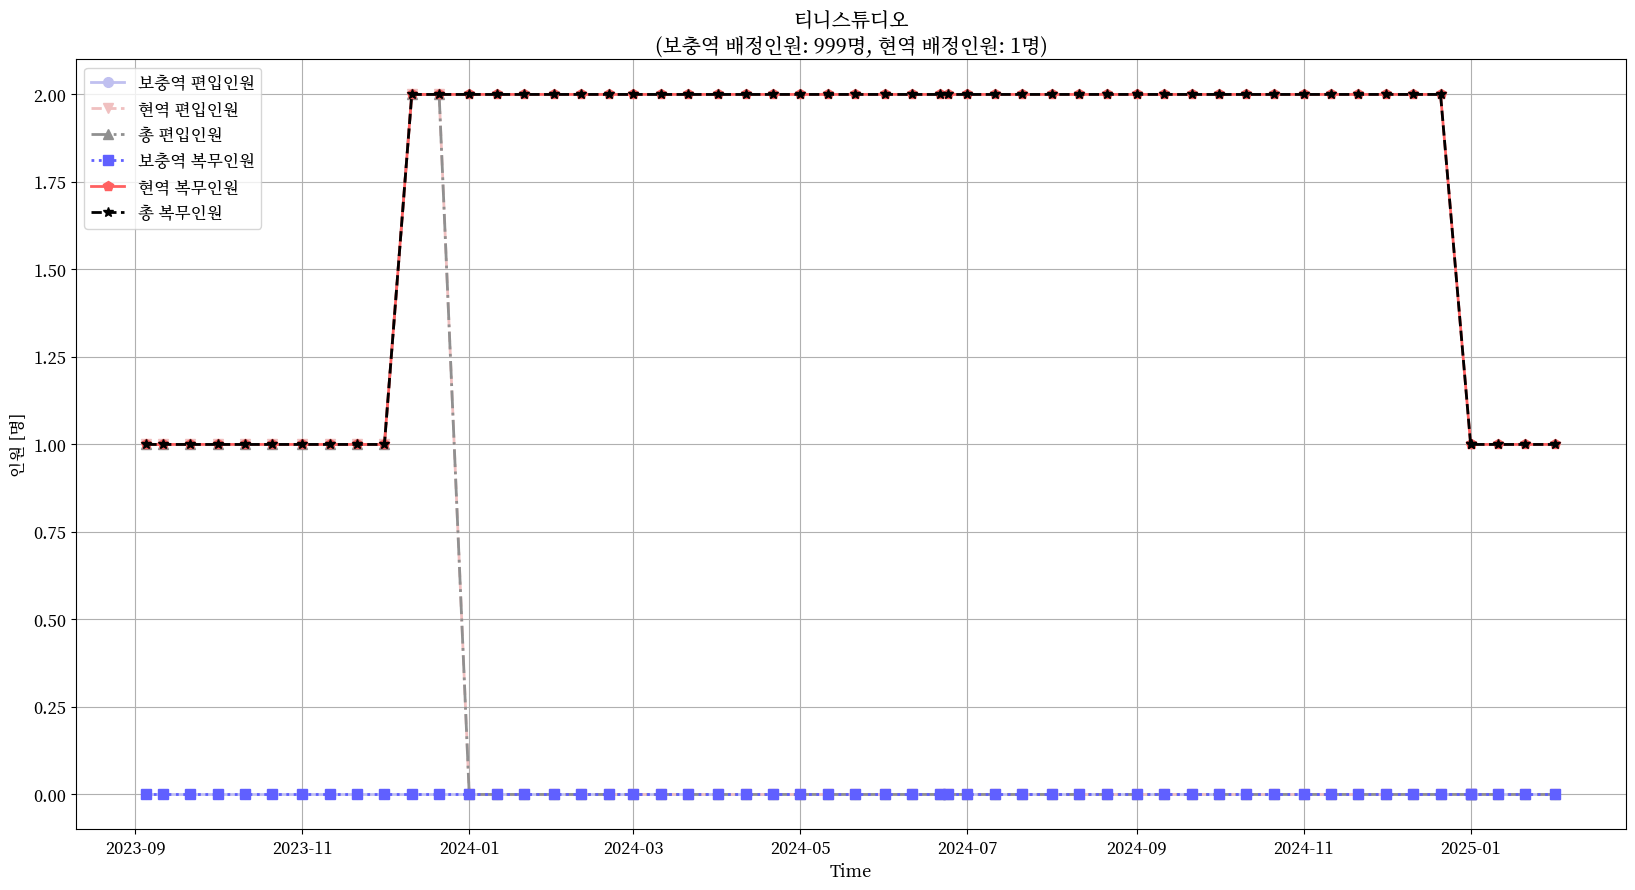 티니스튜디오
(보충역 배정인원: 999명, 현역 배정인원: 1명)
보충역 편입인원
현역 편입인원
총 편입인원
보충역 복무인원
현역 복무인원
총 복무인원
인원 [명]
2.00
1.75
1.50
1.25
1.00
0.75
0.50
0.25
0.00
2023-09
2023-11
2024-01
2024-03
2024-05
2024-07
2024-09
2024-11
2025-01
Time